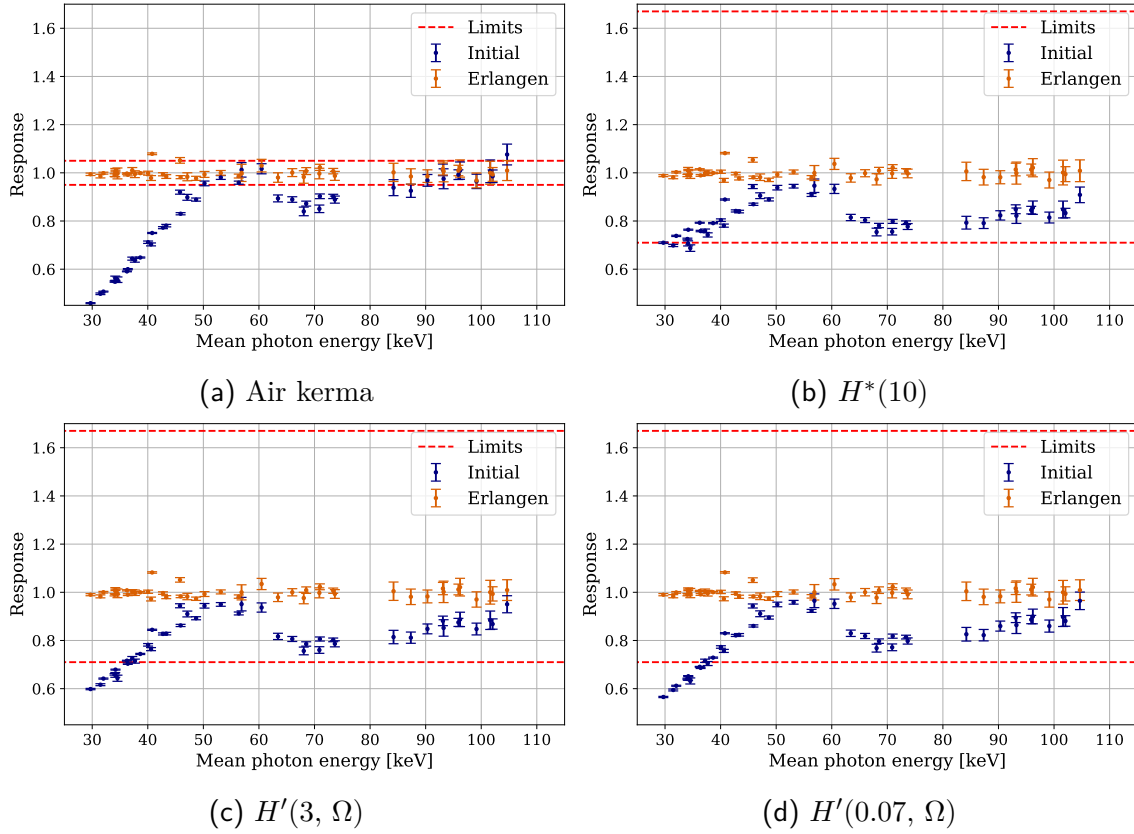 1.6
1.4
1.2
1.0
0.8
0.6
Response
Limits
Initial
Erlangen
30 40 50 60 70 80 90 100 110
Mean photon energy [keV]
(a) Air kerma
1.6
1.4
1.2
1.0
0.8
0.6
Response
Limits
Initial
Erlangen
30 40 50 60 70 80 90 100 110
Mean photon energy [keV]
(b) H*(10)
1.6
1.4
1.2
1.0
0.8
0.6
Response
Limits
Initial
Erlangen
30 40 50 60 70 80 90 100 110
Mean photon energy [keV]
(c) H′(3, Ω)
1.6
1.4
1.2
1.0
0.8
0.6
Response
Limits
Initial
Erlangen
30 40 50 60 70 80 90 100 110
Mean photon energy [keV]
(d) H′(0.07, Ω)